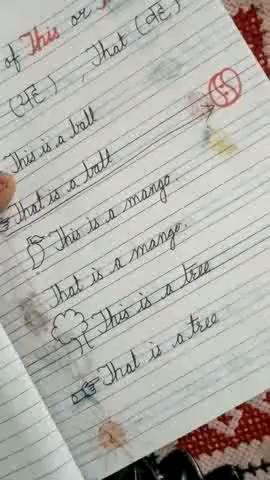 of This or
(यह) , That (वह)
This is a ball
That is a ball
This is a mango.
That is a mango.
This is a tree
That is a tree